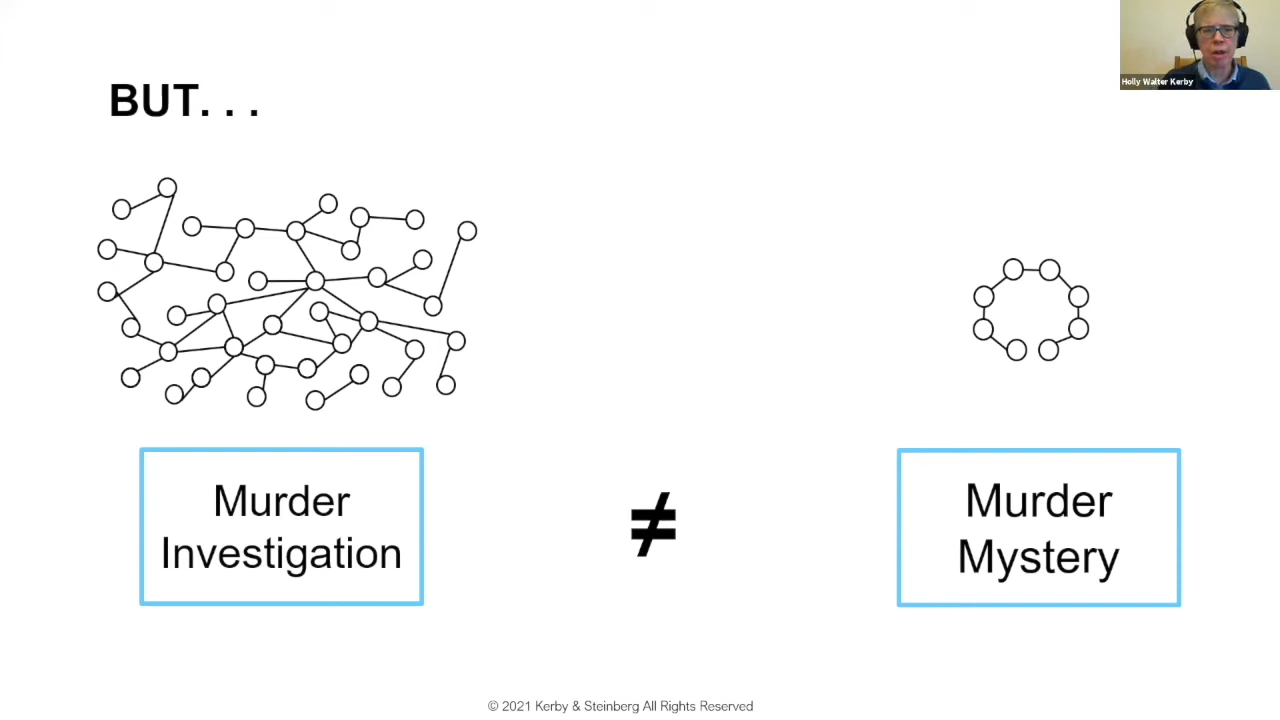 Holly Walter Kerby
BUT. . .
Murder
Investigation
≠
Murder
Mystery
© 2021 Kerby & Steinberg All Rights Reserved